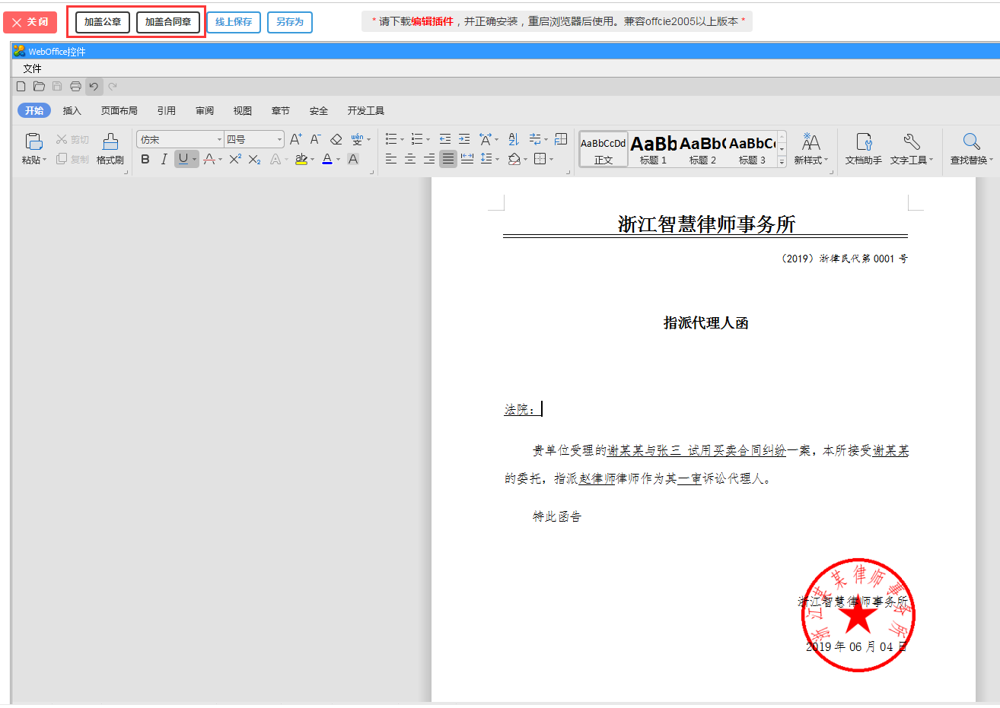 关 闭 加盖公章 加盖合同章 线上保存 另存为 * 请下载编辑插件，并正确安装，重启浏览器后使用。兼容offcie2005以上版本 *
WebOffice控件
文件
开始 插入 页面布局 引用 审阅 视图 章节 安全 开发工具
粘贴 剪切 复制 格式刷 仿宋 四号
AaBbCcDd AaBb AaBb AaBbC
正文 标题 1 标题 2 标题 3 新样式 文档助手 文字工具 查找替换
浙江智慧律师事务所
（2019）浙律民代第 0001 号
指派代理人函
法院：
贵单位受理的谢某某与张三 试用买卖合同纠纷一案，本所接受谢某某
的委托，指派赵律师律师作为其一审诉讼代理人。
特此函告
浙江某某律师事务所
浙江智慧律师事务所
2019 年 06 月 04 日